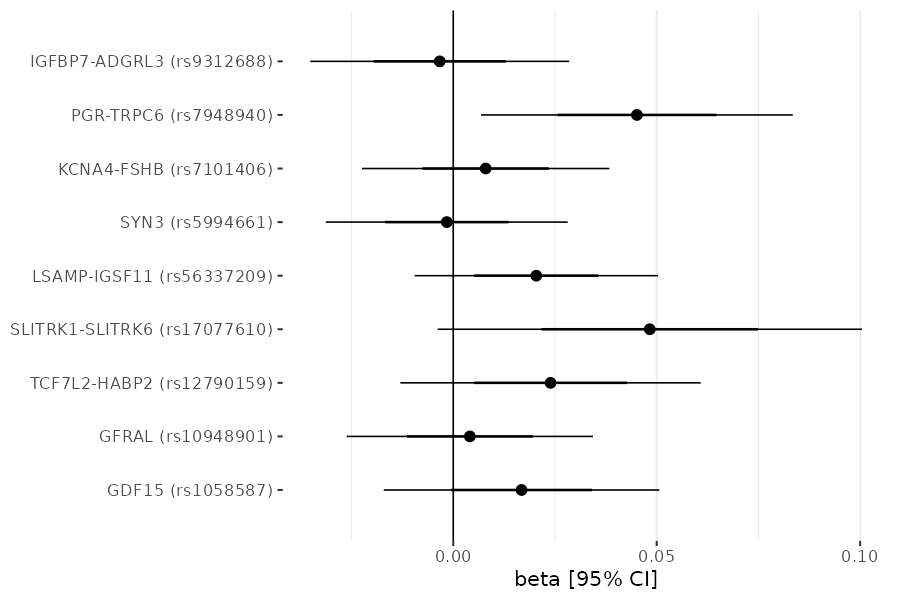 IGFBP7-ADGRL3 (rs9312688)
PGR-TRPC6 (rs7948940)
KCNA4-FSHB (rs7101406)
SYN3 (rs5994661)
LSAMP-IGSF11 (rs56337209)
SLITRK1-SLITRK6 (rs17077610)
TCF7L2-HABP2 (rs12790159)
GFRAL (rs10948901)
GDF15 (rs1058587)
0.00 0.05 0.10
beta [95% CI]